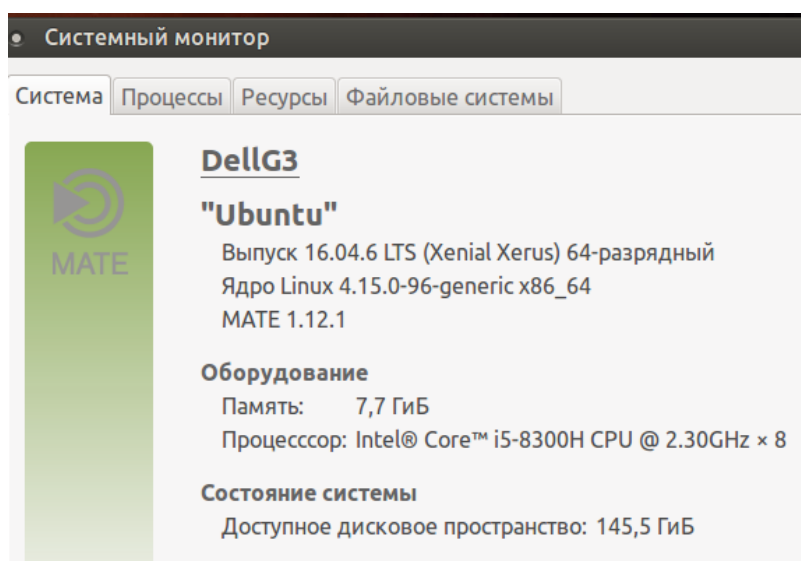 Системный монитор
Система Процессы Ресурсы Файловые системы
MATE
DellG3
"Ubuntu"
Выпуск 16.04.6 LTS (Xenial Xerus) 64-разрядный
Ядро Linux 4.15.0-96-generic x86_64
MATE 1.12.1
Оборудование
Память: 7,7 ГиБ
Процесссор: Intel® Core™ i5-8300H CPU @ 2.30GHz × 8
Состояние системы
Доступное дисковое пространство: 145,5 ГиБ